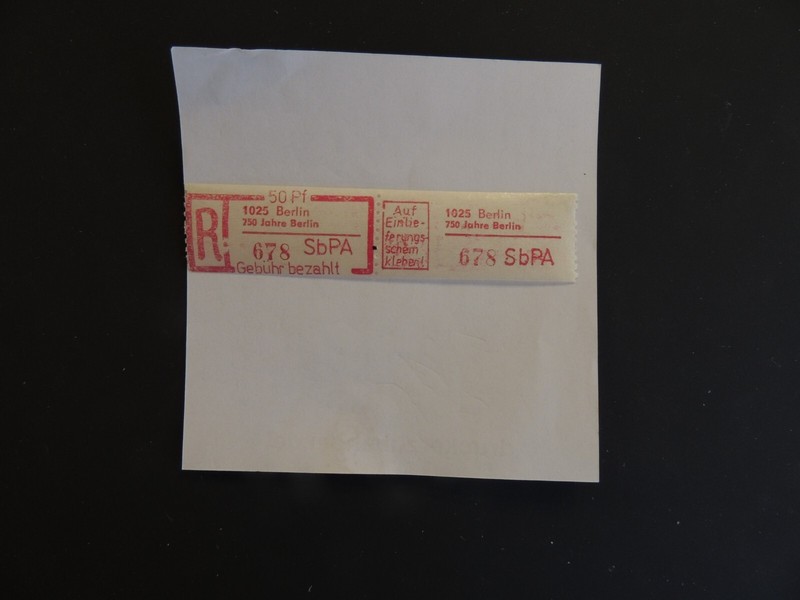 50 Pf
R
1025 Berlin
750 Jahre Berlin
678 SbPA
Gebühr bezahlt
Auf
Einlie-
ferungs-
schein
kleben!
1025 Berlin
750 Jahre Berlin
678 SbPA